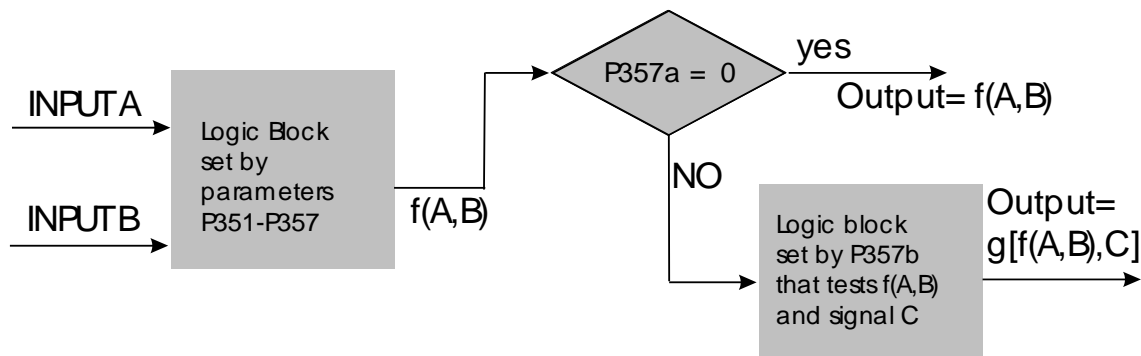 INPUT A
INPUT B
Logic Block
set by
parameters
P351-P357
f(A,B)
P357a = 0
yes
Output= f(A,B)
NO
Logic block
set by P357b
that tests f(A,B)
and signal C
Output=
g[f(A,B),C]